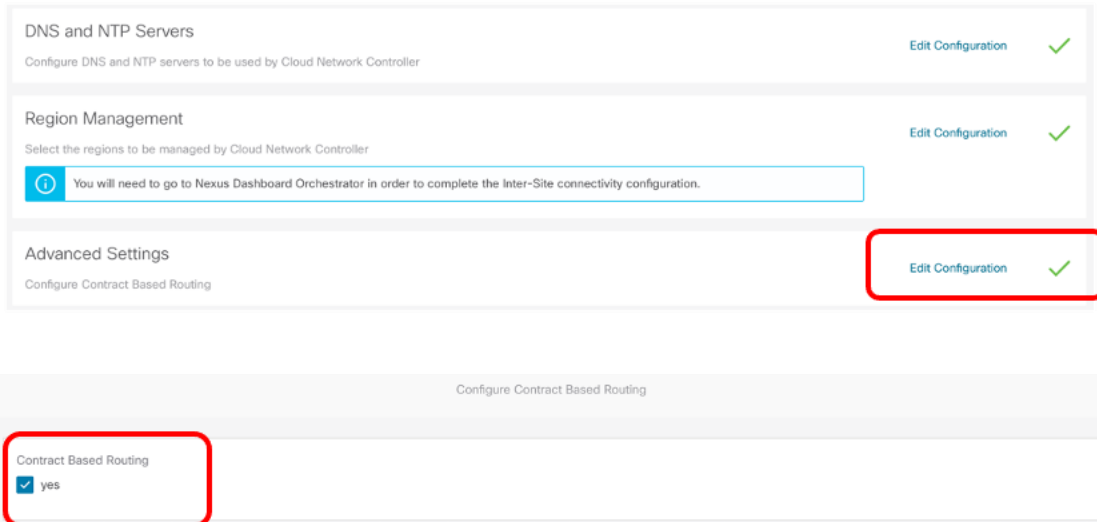 DNS and NTP Servers
Edit Configuration
Configure DNS and NTP servers to be used by Cloud Network Controller
Region Management
Edit Configuration
Select the regions to be managed by Cloud Network Controller
You will need to go to Nexus Dashboard Orchestrator in order to complete the Inter-Site connectivity configuration.
Advanced Settings
Edit Configuration
Configure Contract Based Routing
Configure Contract Based Routing
Contract Based Routing
yes